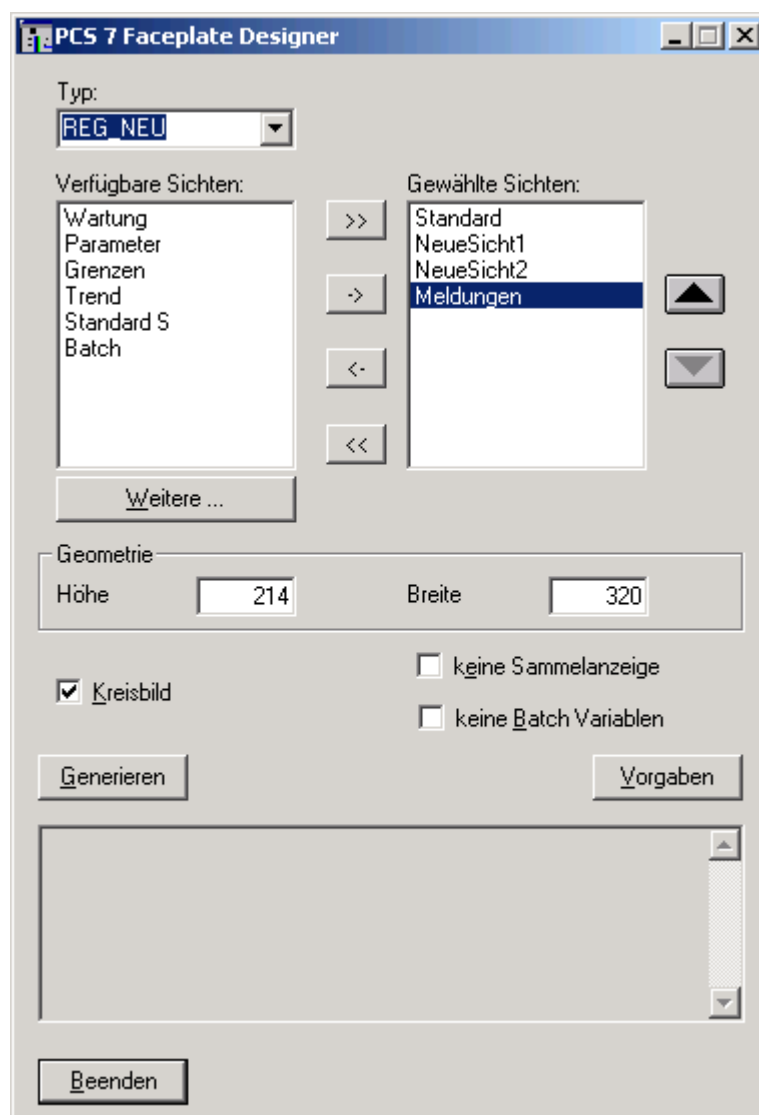 PCS 7 Faceplate Designer
Typ:
REG_NEU
Verfügbare Sichten:
Gewählte Sichten:
Wartung
Parameter
Grenzen
Trend
Standard S
Batch
>>
->
<-
<<
Standard
NeueSicht1
NeueSicht2
Meldungen
Weitere ...
Geometrie
Höhe 214 Breite 320
Kreisbild
keine Sammelanzeige
keine Batch Variablen
Generieren
Vorgaben
Beenden